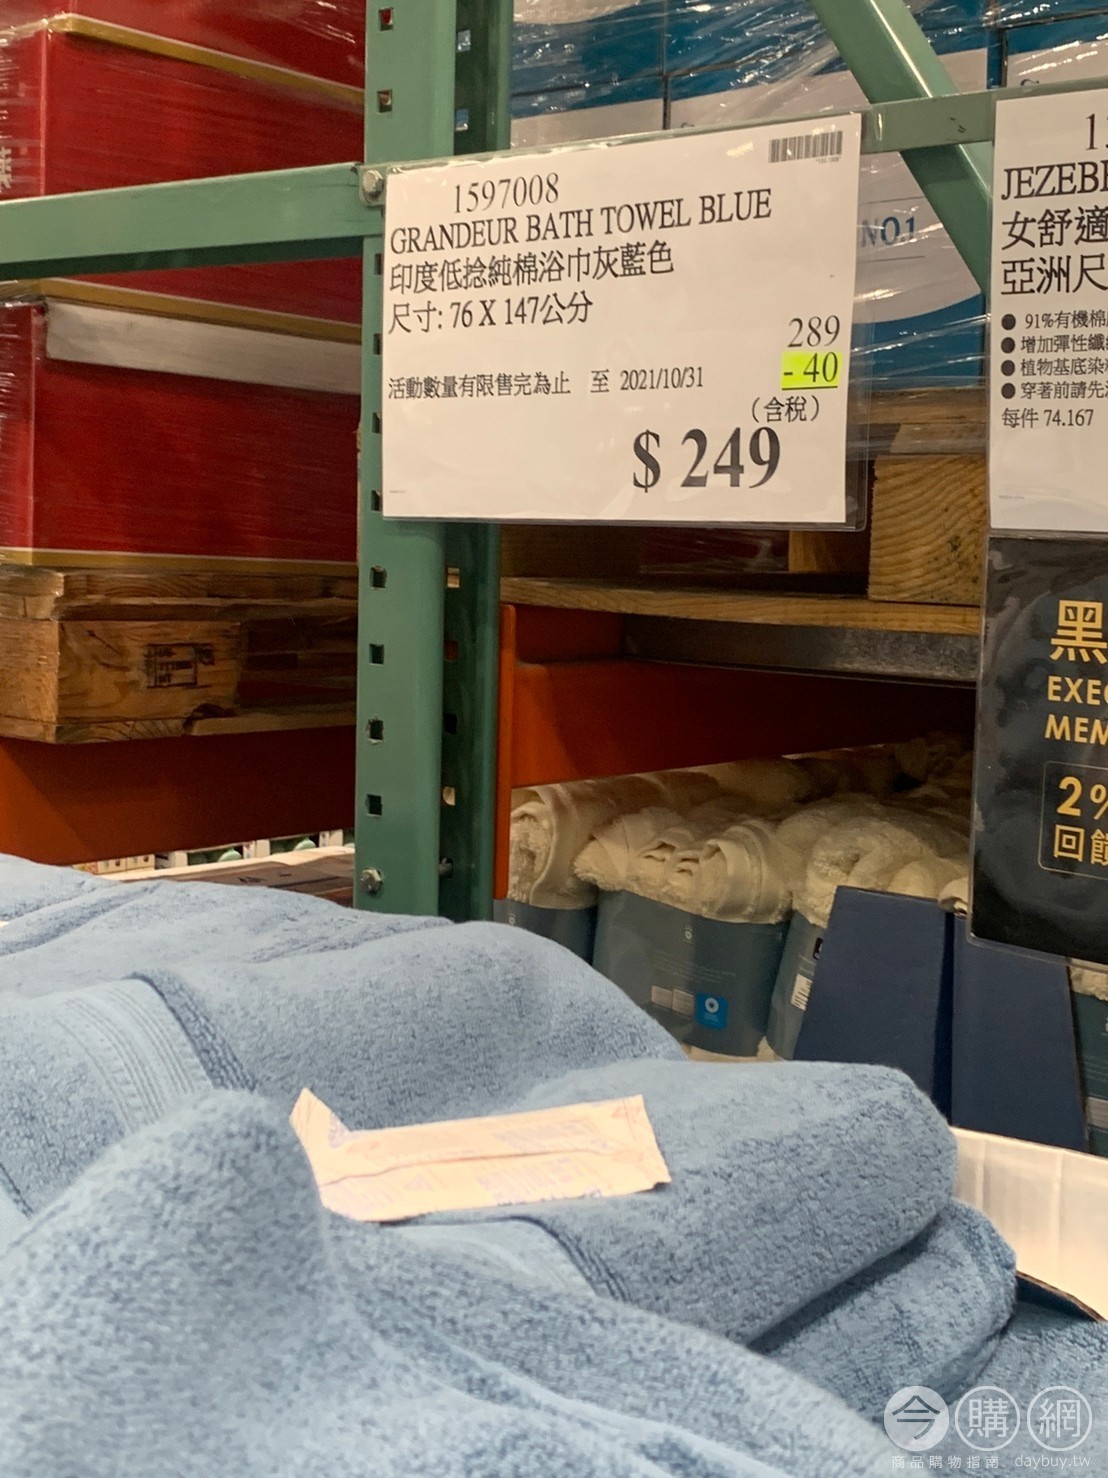 1597008
GRANDEUR BATH TOWEL BLUE
印度低捻純棉浴巾灰藍色
尺寸: 76 X 147公分
289
- 40
活動數量有限售完為止 至 2021/10/31
(含稅)
$ 249
NO.1
JEZEB
女舒適
亞洲尺
● 91%有機棉
● 增加彈性纖
● 植物基底染
● 穿著前請先
每件 74.167
黑
EXE
MEM
2%
回饋
今購網
商品購物指南 daybuy.tw